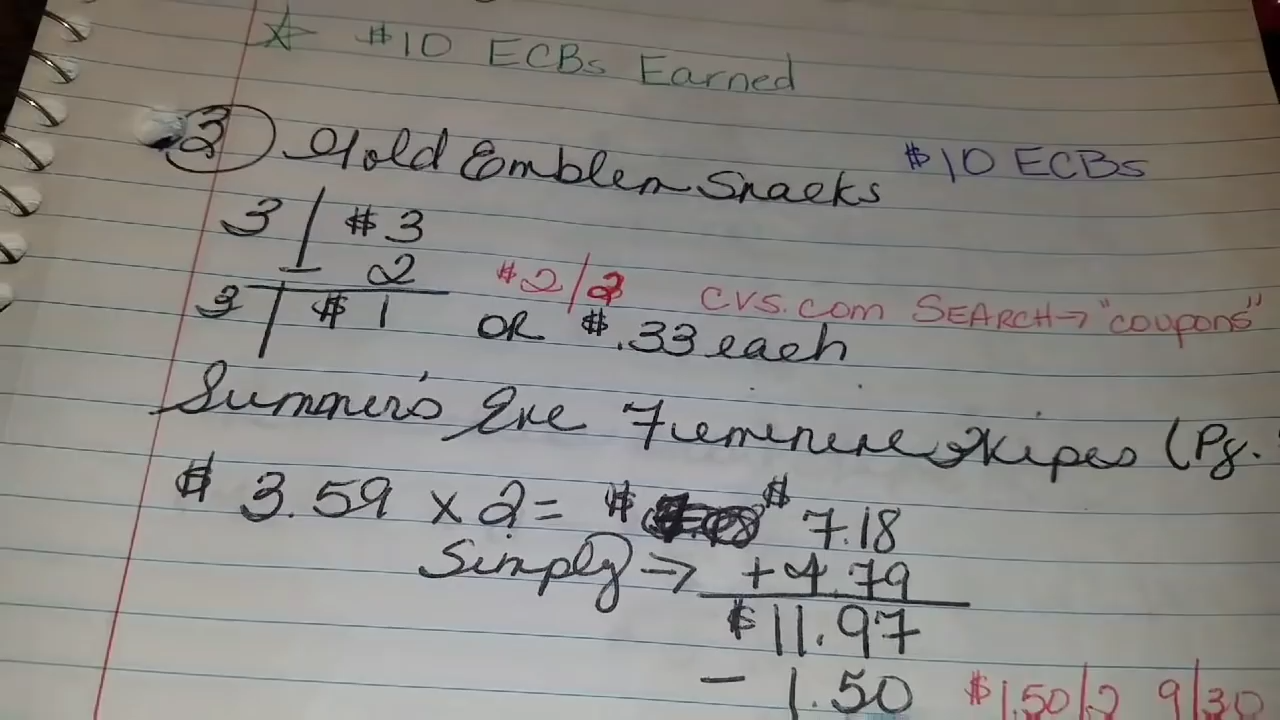 ☆ $10 ECBs Earned
3 Gold Emblem Snacks $10 ECBs
3 / $3
- 2 $2/2 CVS.COM SEARCH→ "coupons"
3 / $ 1 OR $.33 each
Summer's Eve Feminine Wipes (Pg.
$ 3.59 x 2 = $ $ 7.18
Simply → + 4.79
$11.97
- 1.50 $1.50/2 9/30